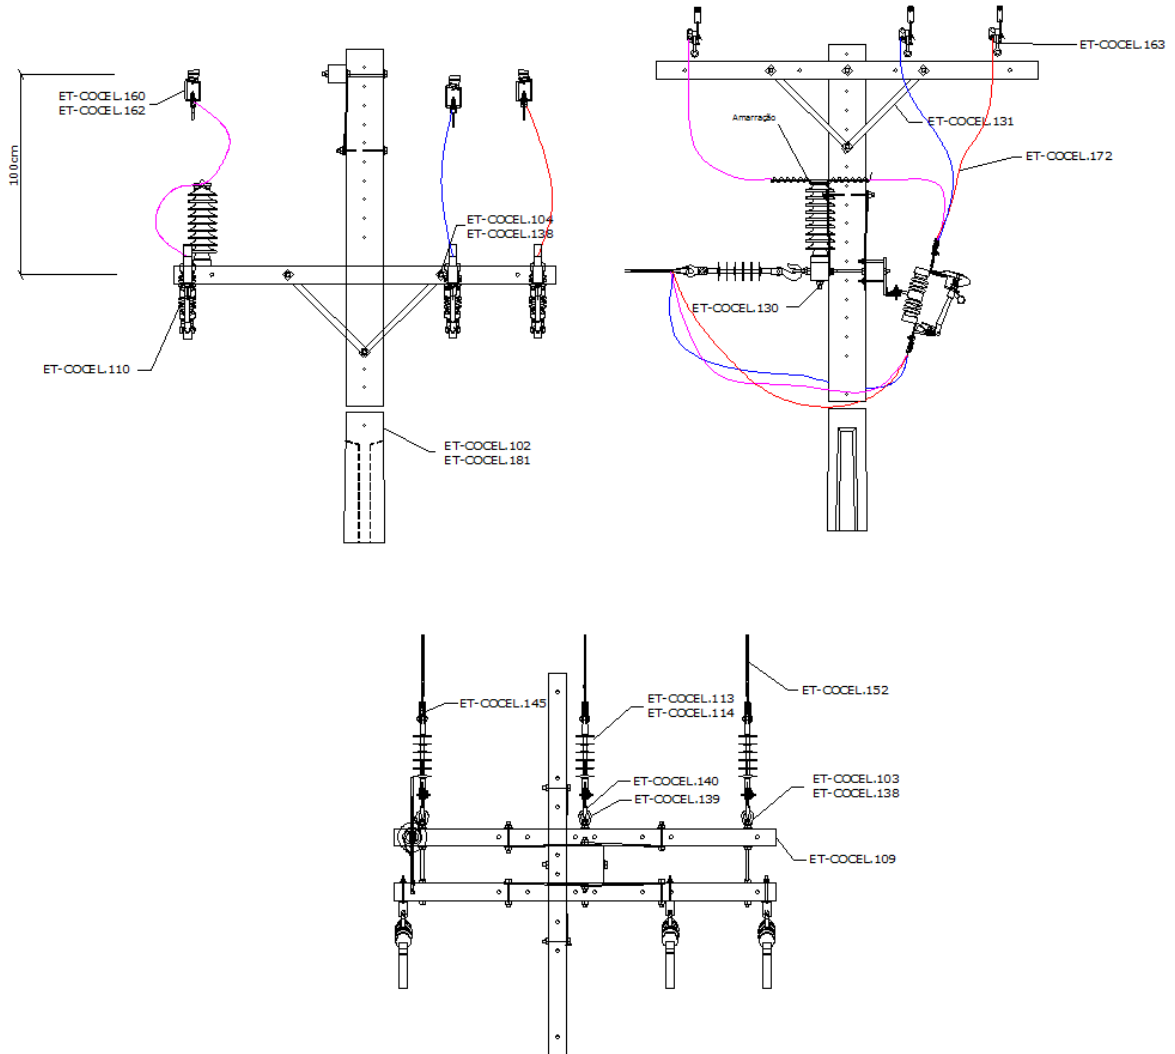 ET-COCEL.160
ET-COCEL.162
100cm
ET-COCEL.104
ET-COCEL.138
ET-COCEL.110
ET-COCEL.102
ET-COCEL.181
ET-COCEL.163
Amarração
ET-COCEL.131
ET-COCEL.172
ET-COCEL.130
ET-COCEL.145
ET-COCEL.113
ET-COCEL.114
ET-COCEL.152
ET-COCEL.140
ET-COCEL.139
ET-COCEL.103
ET-COCEL.138
ET-COCEL.109